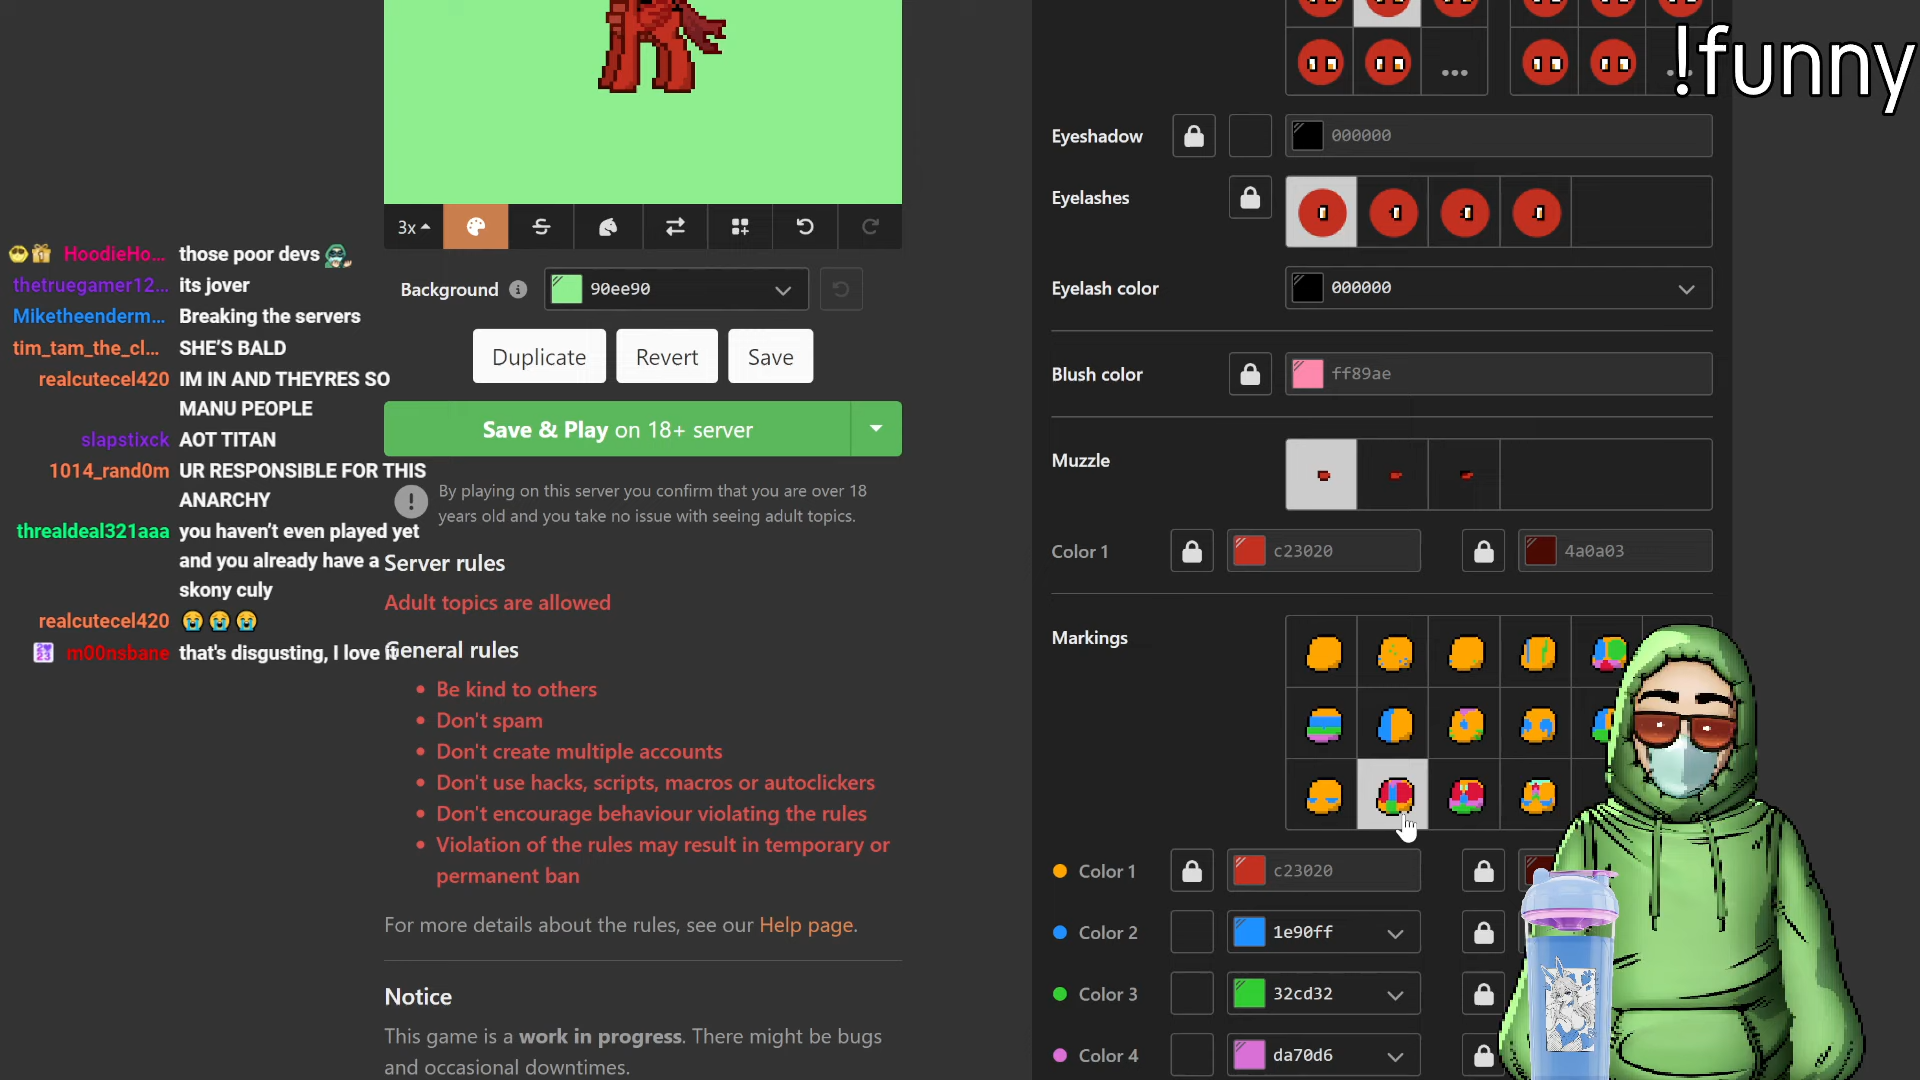 !funny
HoodieHo... those poor devs
thetruegamer12... its jover
Miketheenderm... Breaking the servers
tim_tam_the_cl... SHE'S BALD
realcutecel420 IM IN AND THEYRES SO
MANU PEOPLE
slapstixck AOT TITAN
1014_rand0m UR RESPONSIBLE FOR THIS
ANARCHY
threaldeal321aaa you haven't even played yet
and you already have a
skony culy
realcutecel420 😭 😭 😭
23 m00nsbane that's disgusting, I love it
3x
Background 90ee90
Duplicate Revert Save
Save & Play on 18+ server
By playing on this server you confirm that you are over 18
years old and you take no issue with seeing adult topics.
Server rules
Adult topics are allowed
General rules
• Be kind to others
• Don't spam
• Don't create multiple accounts
• Don't use hacks, scripts, macros or autoclickers
• Don't encourage behaviour violating the rules
• Violation of the rules may result in temporary or
permanent ban
For more details about the rules, see our Help page.
Notice
This game is a work in progress. There might be bugs
and occasional downtimes.
Eyeshadow 000000
Eyelashes
Eyelash color 000000
Blush color ff89ae
Muzzle
Color 1 c23020 4a0a03
Markings
Color 1 c23020
Color 2 1e90ff
Color 3 32cd32
Color 4 da70d6